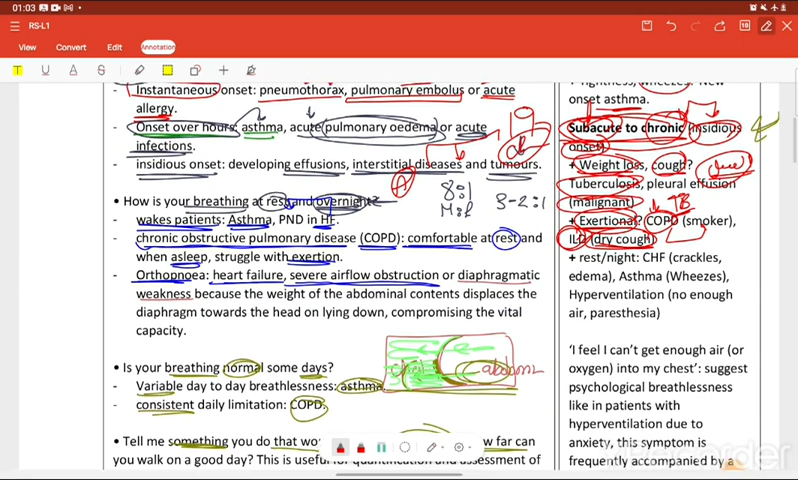 01:03
RS-L1
View Convert Edit Annotation
Instantaneous onset: pneumothorax, pulmonary embolus or acute
allergy.
- Onset over hours: asthma, acute pulmonary oedema or acute
infections.
- insidious onset: developing effusions, interstitial diseases and tumours.
A
8:1
M:f
3-2:1
• How is your breathing at rest and overnight?
- wakes patients: Asthma, PND in HF.
- chronic obstructive pulmonary disease (COPD): comfortable at rest and
when asleep, struggle with exertion.
- Orthopnoea: heart failure, severe airflow obstruction or diaphragmatic
weakness because the weight of the abdominal contents displaces the
diaphragm towards the head on lying down, compromising the vital
capacity.
• Is your breathing normal some days?
- Variable day to day breathlessness: asthma
- consistent daily limitation: COPD.
• Tell me something you do that
w far can
you walk on a good day? This is useful for quantification and assessment of
+ Tightness, wheezes: New
onset asthma.
Subacute to chronic (insidious
onset)
+ Weight loss, cough?
Tuberculosis, pleural effusion
(malignant)
TB
+ Exertional? COPD (smoker),
ILD (dry cough)
+ rest/night: CHF (crackles,
edema), Asthma (Wheezes),
Hyperventilation (no enough
air, paresthesia)
'I feel I can't get enough air (or
oxygen) into my chest': suggest
psychological breathlessness
like in patients with
hyperventilation due to
anxiety, this symptom is
frequently accompanied by a